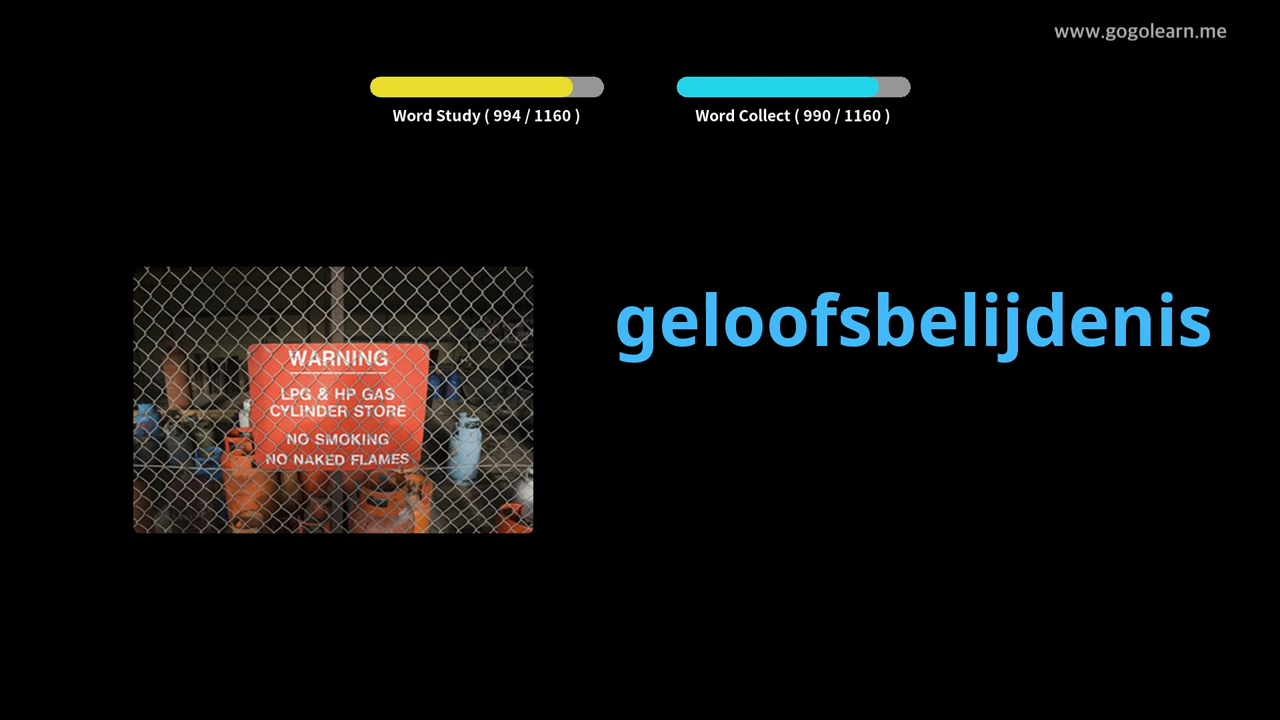 www.gogolearn.me
Word Study ( 994 / 1160 )
Word Collect ( 990 / 1160 )
geloofsbelijdenis
WARNING
LPG & HP GAS
CYLINDER STORE
NO SMOKING
NO NAKED FLAMES